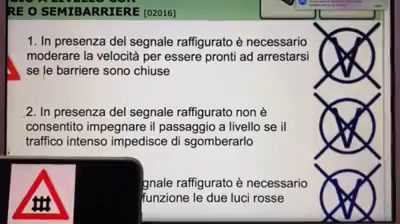 RE O SEMIBARRIERE [02016]
1. In presenza del segnale raffigurato è necessario
moderare la velocità per essere pronti ad arrestarsi
se le barriere sono chiuse
2. In presenza del segnale raffigurato non è
consentito impegnare il passaggio a livello se il
traffico intenso impedisce di sgomberarlo
raffigurato è necessario
funzione le due luci rosse